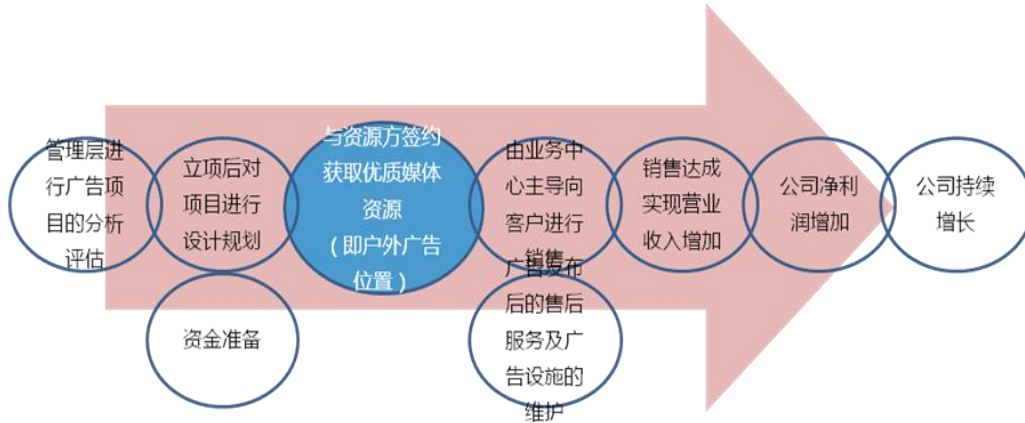 管理层进
行广告项
目的分析
评估
立项后对
项目进行
设计规划
资金准备
与资源方签约
获取优质媒体
资源
（即户外广告
位置）
由业务中
心主导向
客户进行
销售
广告发布
后的售后
服务及广
告设施的
维护
销售达成
实现营业
收入增加
公司净利
润增加
公司持续
增长